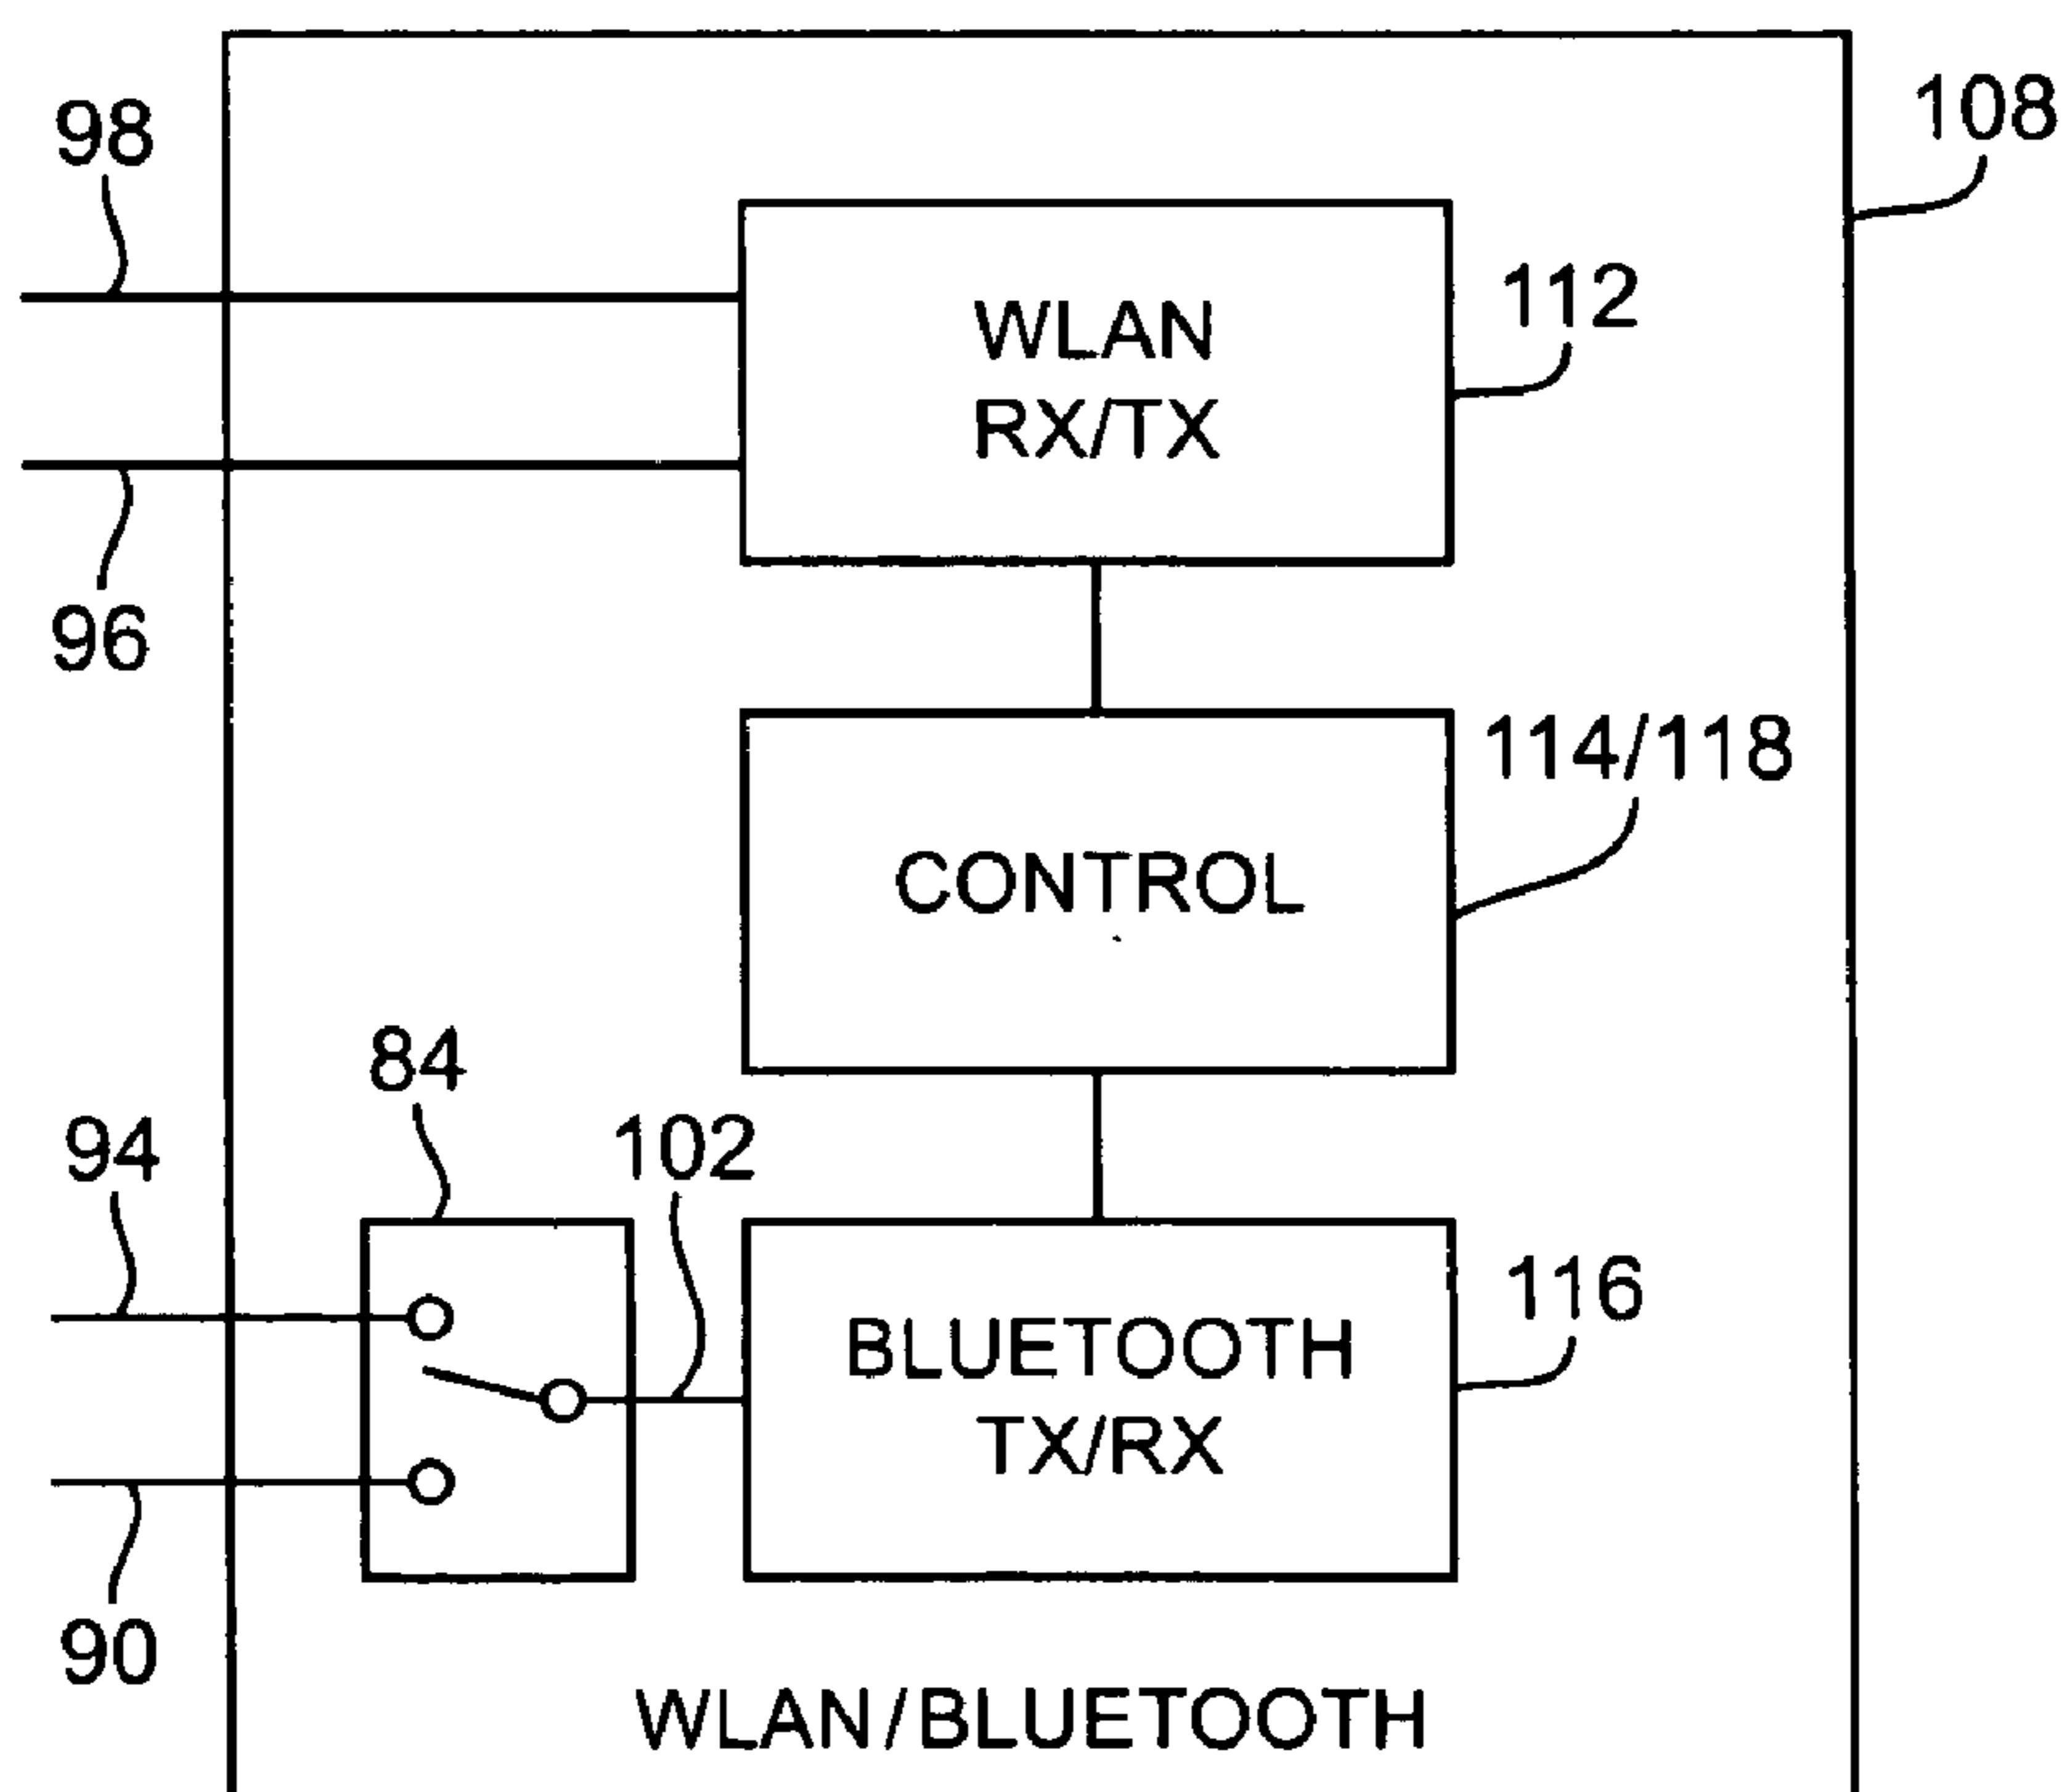 98
108
WLAN
RX/TX
112
96
114/118
CONTROL
84
94
102
BLUETOOTH
TX/RX
116
90
WLAN/BLUETOOTH